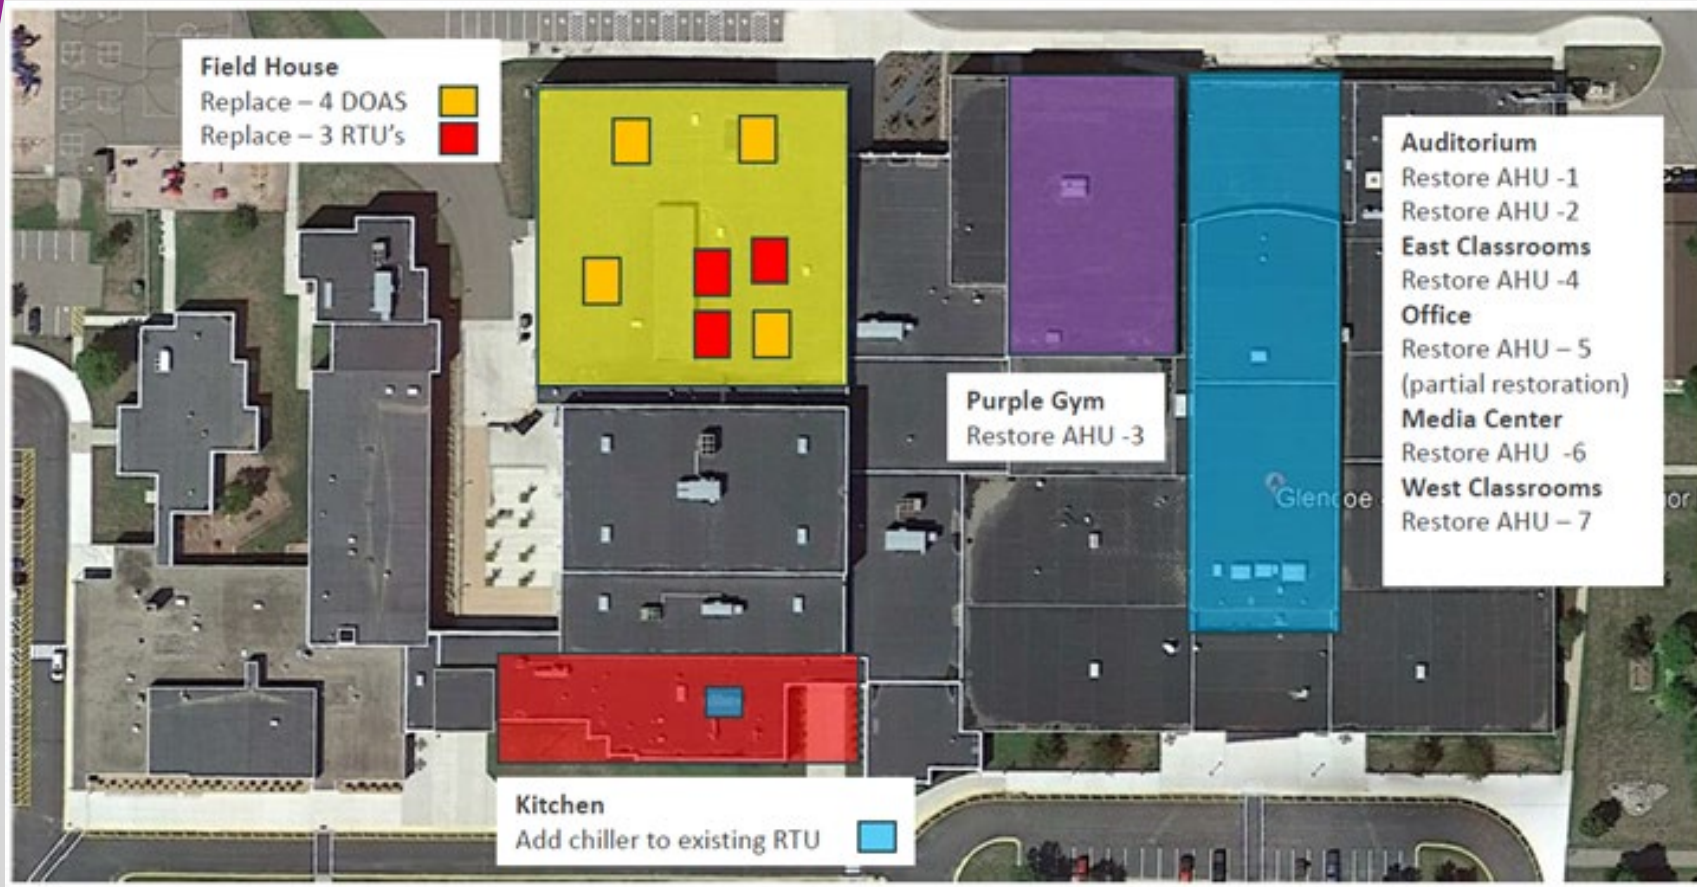 Field House
Replace – 4 DOAS
Replace – 3 RTU's
Auditorium
Restore AHU -1
Restore AHU -2
East Classrooms
Restore AHU -4
Office
Restore AHU – 5
(partial restoration)
Media Center
Restore AHU -6
West Classrooms
Restore AHU – 7
Purple Gym
Restore AHU -3
Glencoe
Kitchen
Add chiller to existing RTU